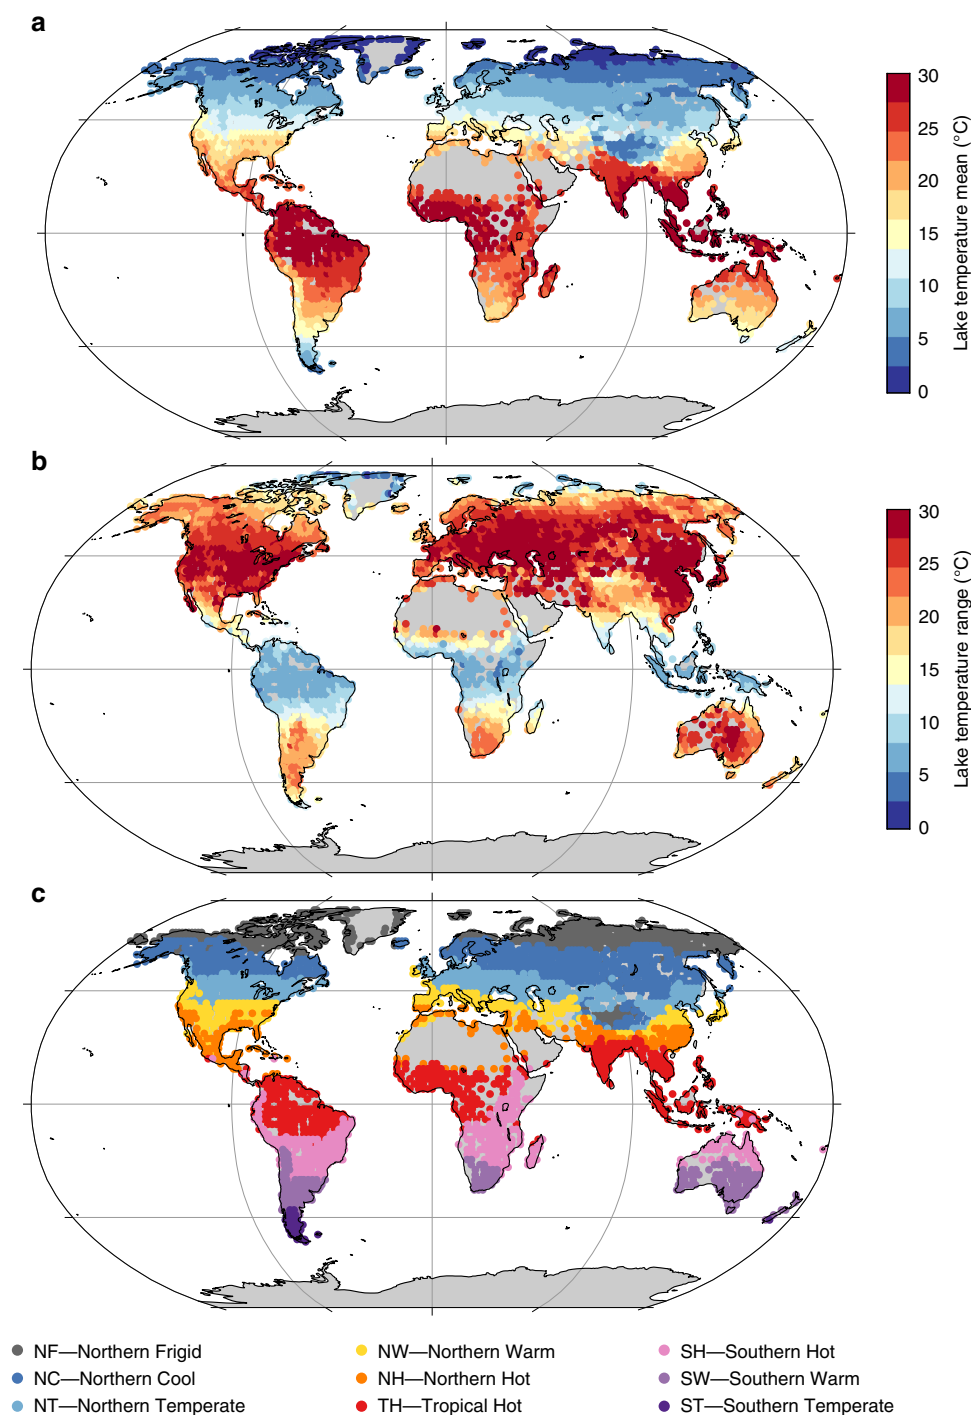 a
30
25
20
15
10
5
0
Lake temperature mean (°C)
b
30
25
20
15
10
5
0
Lake temperature range (°C)
c
NF—Northern Frigid
NC—Northern Cool
NT—Northern Temperate
NW—Northern Warm
NH—Northern Hot
TH—Tropical Hot
SH—Southern Hot
SW—Southern Warm
ST—Southern Temperate